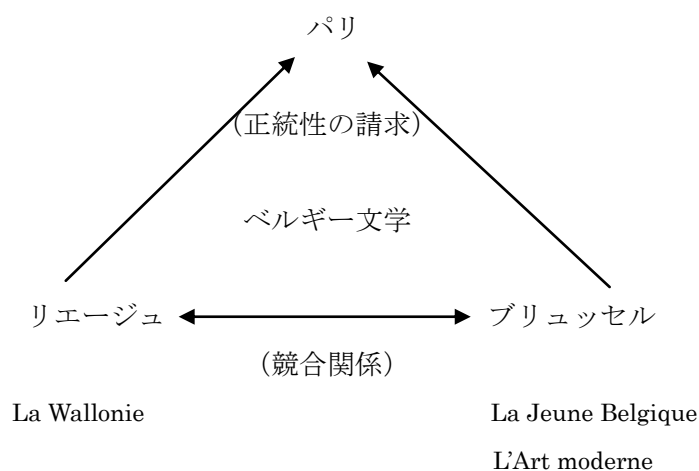 パリ
(正統性の請求)
ベルギー文学
リエージュ
ブリュッセル
(競合関係)
La Wallonie
La Jeune Belgique
L'Art moderne